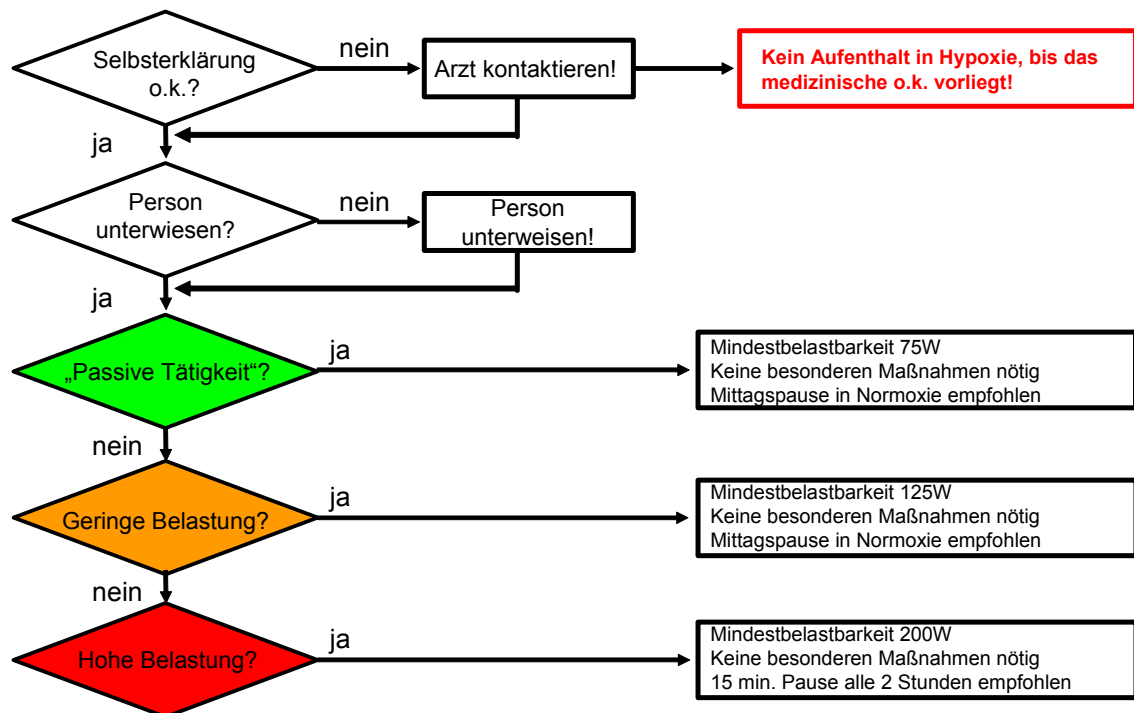 Selbsterklärung
o.k.?
nein
Arzt kontaktieren!
Kein Aufenthalt in Hypoxie, bis das
medizinische o.k. vorliegt!
ja
Person
unterwiesen?
nein
Person
unterweisen!
ja
„Passive Tätigkeit“?
ja
Mindestbelastbarkeit 75W
Keine besonderen Maßnahmen nötig
Mittagspause in Normoxie empfohlen
nein
Geringe Belastung?
ja
Mindestbelastbarkeit 125W
Keine besonderen Maßnahmen nötig
Mittagspause in Normoxie empfohlen
nein
Hohe Belastung?
ja
Mindestbelastbarkeit 200W
Keine besonderen Maßnahmen nötig
15 min. Pause alle 2 Stunden empfohlen